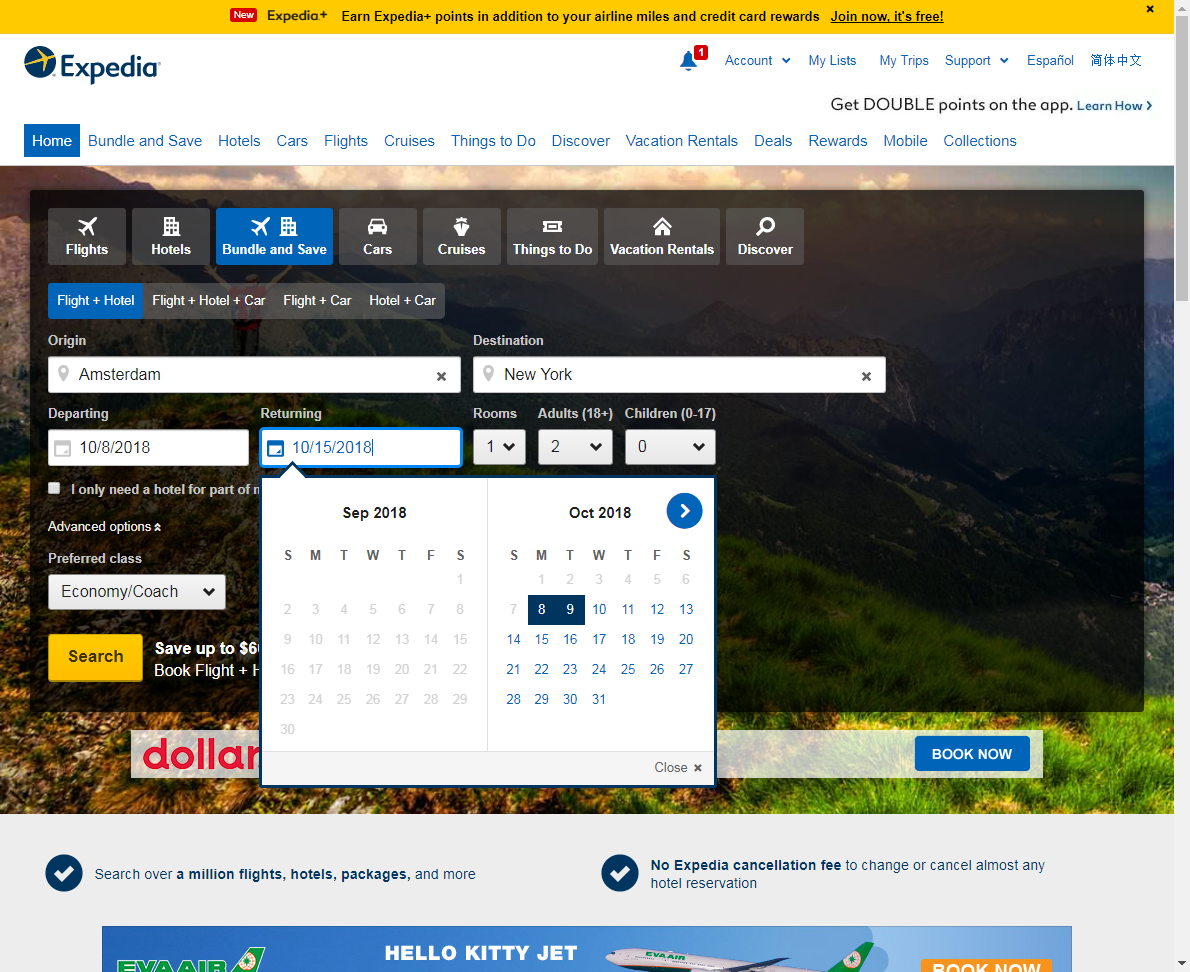 New Expedia+ Earn Expedia+ points in addition to your airline miles and credit card rewards Join now, it's free!
Expedia
1
Account
My Lists
My Trips
Support
Español
简体中文
Get DOUBLE points on the app. Learn How
Home Bundle and Save Hotels Cars Flights Cruises Things to Do Discover Vacation Rentals Deals Rewards Mobile Collections
Flights Hotels Bundle and Save Cars Cruises Things to Do Vacation Rentals Discover
Flight + Hotel Flight + Hotel + Car Flight + Car Hotel + Car
Origin Destination
Amsterdam New York
Departing Returning Rooms Adults (18+) Children (0-17)
10/8/2018 10/15/2018 1 2 0
I only need a hotel for part of
Advanced options
Preferred class
Economy/Coach
Search
Save up to $6
Book Flight +
Sep 2018
S M T W T F S
1
2 3 4 5 6 7 8
9 10 11 12 13 14 15
16 17 18 19 20 21 22
23 24 25 26 27 28 29
30
Oct 2018
S M T W T F S
1 2 3 4 5 6
7 8 9 10 11 12 13
14 15 16 17 18 19 20
21 22 23 24 25 26 27
28 29 30 31
Close
dollar
BOOK NOW
Search over a million flights, hotels, packages, and more
No Expedia cancellation fee to change or cancel almost any
hotel reservation
HELLO KITTY JET
EVA AIR
BOOK NOW